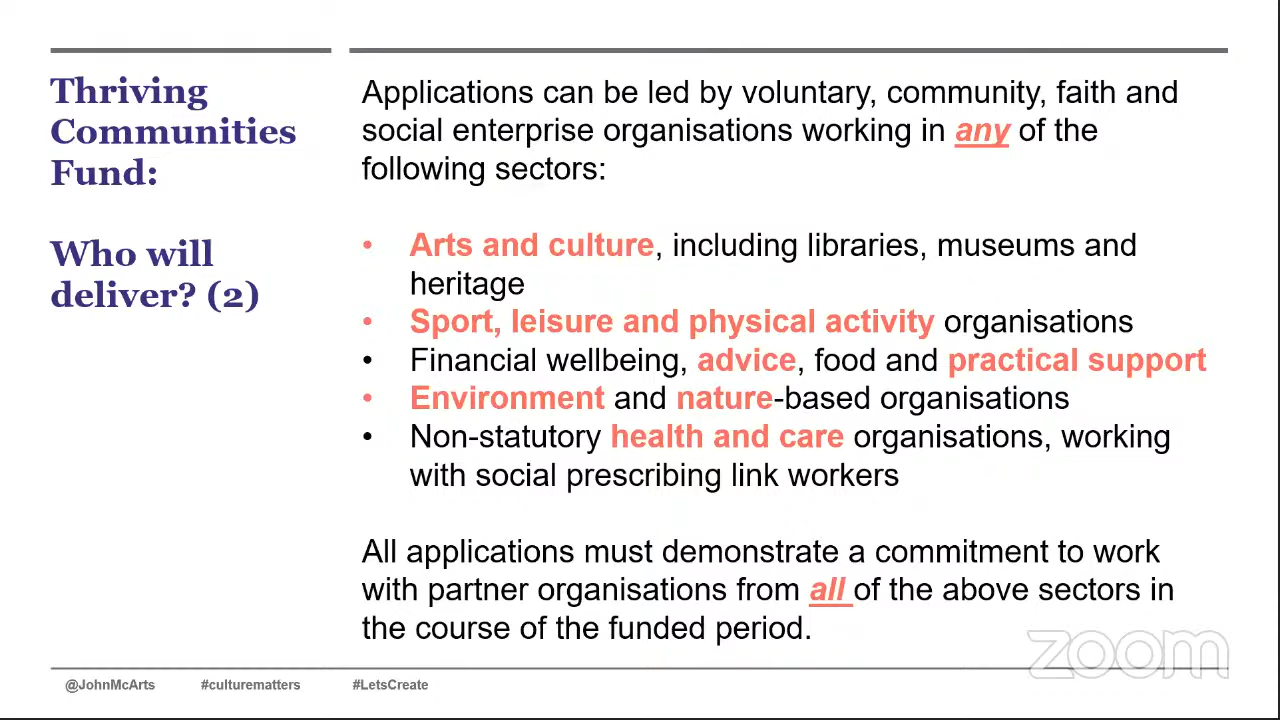 Thriving
Communities
Fund:
Who will
deliver? (2)
Applications can be led by voluntary, community, faith and
social enterprise organisations working in any of the
following sectors:
• Arts and culture, including libraries, museums and
heritage
• Sport, leisure and physical activity organisations
• Financial wellbeing, advice, food and practical support
• Environment and nature-based organisations
• Non-statutory health and care organisations, working
with social prescribing link workers
All applications must demonstrate a commitment to work
with partner organisations from all of the above sectors in
the course of the funded period.
zoom
@JohnMcArts #culturematters #LetsCreate